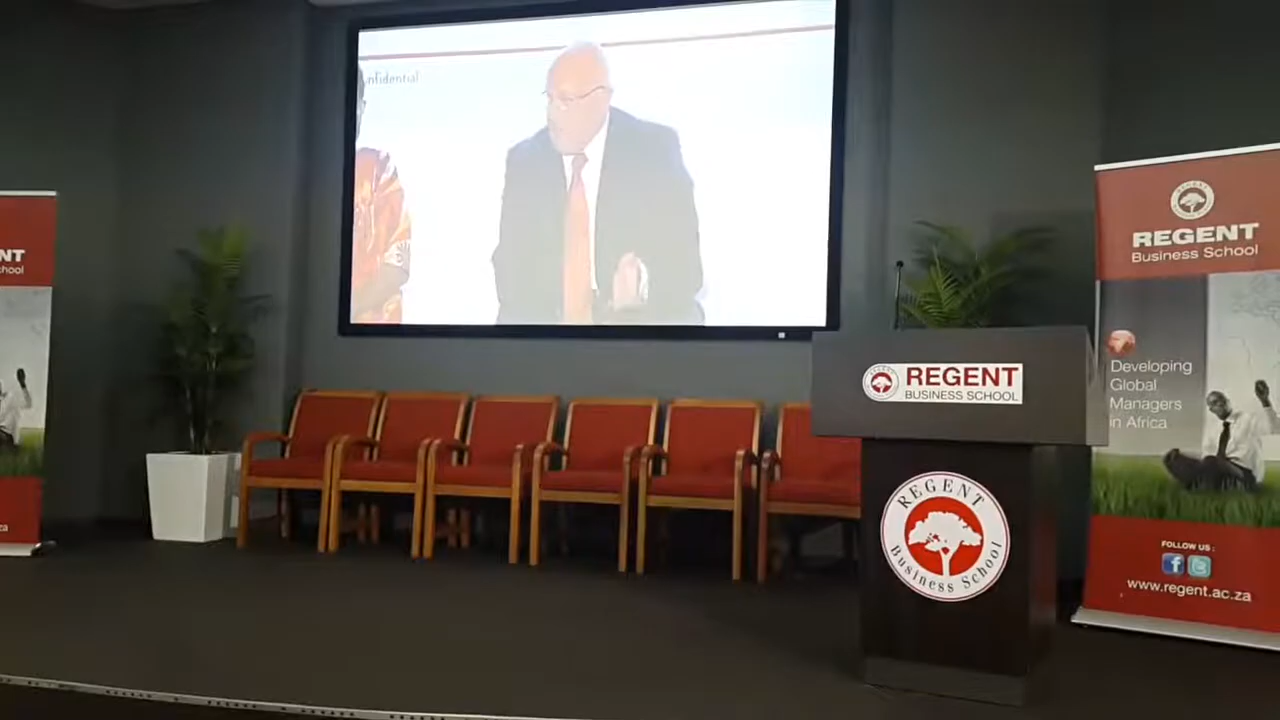 nfidential
NT
hool
za
REGENT
BUSINESS SCHOOL
REGENT
Business School
REGENT
Business School
Developing
Global
Managers
in Africa
FOLLOW US :
f
www.regent.ac.za